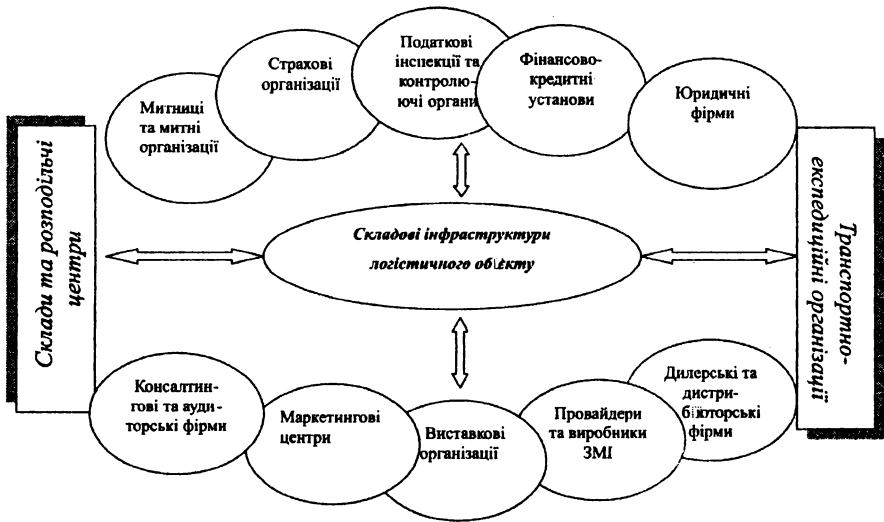 Податкові
інспекції та
контролю-
ючі органи
Страхові
організації
Фінансово-
кредитні
установи
Митниці
та митні
організації
Юридичні
фірми
Склади та розподільчі
центри
Складові інфраструктури
логістичного об□єкту
Транспортно-
експедиційні організації
Консалтин-
гові та ауди-
торські фірми
Маркетингові
центри
Виставкові
організації
Провайдери
та виробники
ЗМІ
Дилерські та
дистри-
б□юторські
фірми